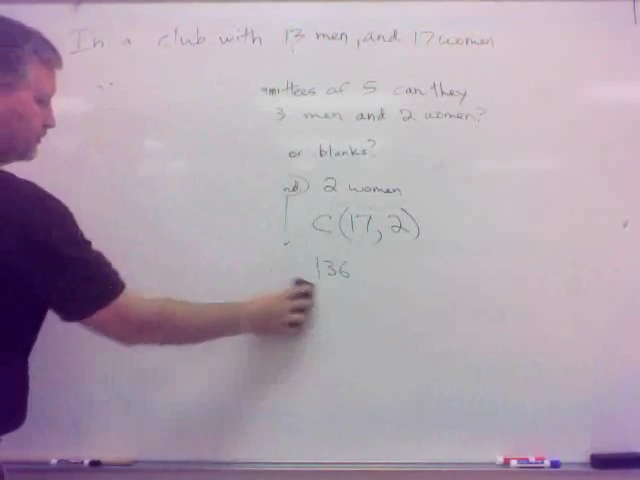 In a club with 13 men, and 17 women
mittees of 5 can they
3 men and 2 women?
or blanks?
nd 2 women
C(17,2)
136